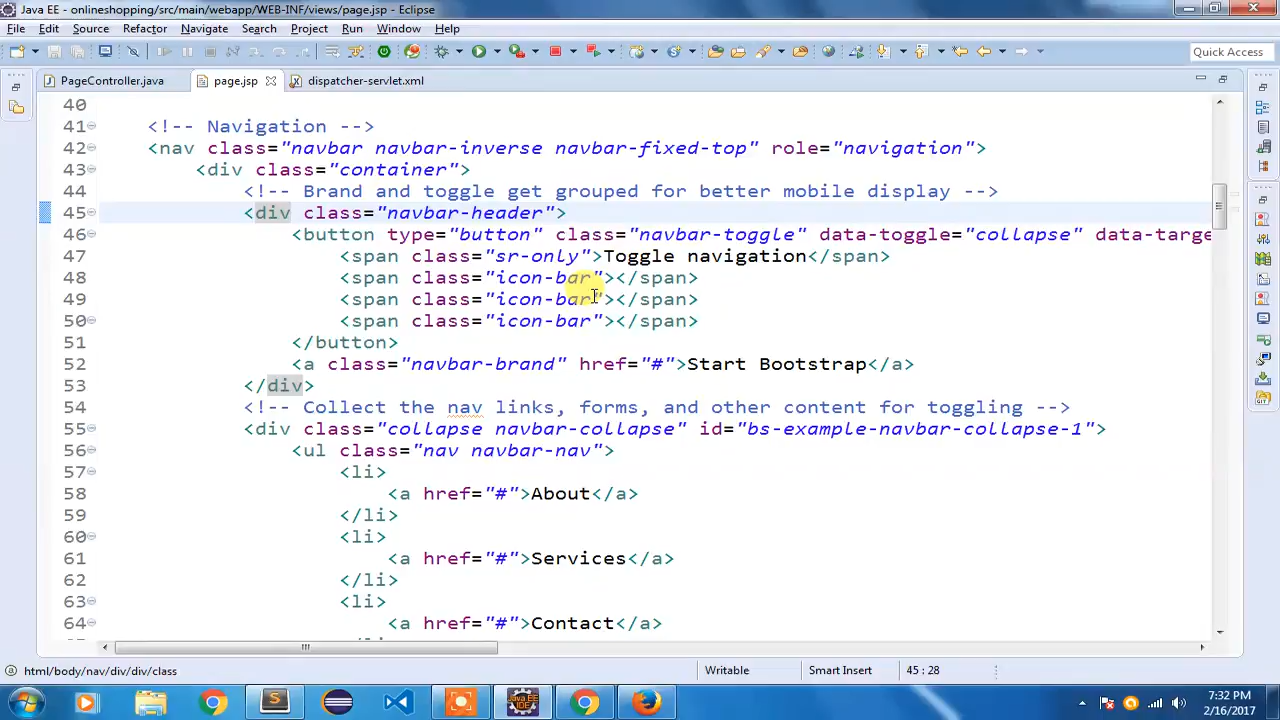 Java EE - onlineshopping/src/main/webapp/WEB-INF/views/page.jsp - Eclipse
File Edit Source Refactor Navigate Search Project Run Window Help
Quick Access
PageController.java page.jsp dispatcher-servlet.xml
40
41 <!-- Navigation -->
42 <nav class="navbar navbar-inverse navbar-fixed-top" role="navigation">
43 <div class="container">
44 <!-- Brand and toggle get grouped for better mobile display -->
45 <div class="navbar-header">
46 <button type="button" class="navbar-toggle" data-toggle="collapse" data-targe
47 <span class="sr-only">Toggle navigation</span>
48 <span class="icon-bar"></span>
49 <span class="icon-bar"></span>
50 <span class="icon-bar"></span>
51 </button>
52 <a class="navbar-brand" href="#">Start Bootstrap</a>
53 </div>
54 <!-- Collect the nav links, forms, and other content for toggling -->
55 <div class="collapse navbar-collapse" id="bs-example-navbar-collapse-1">
56 <ul class="nav navbar-nav">
57 <li>
58 <a href="#">About</a>
59 </li>
60 <li>
61 <a href="#">Services</a>
62 </li>
63 <li>
64 <a href="#">Contact</a>
html/body/nav/div/div/class Writable Smart Insert 45 : 28
7:32 PM
2/16/2017